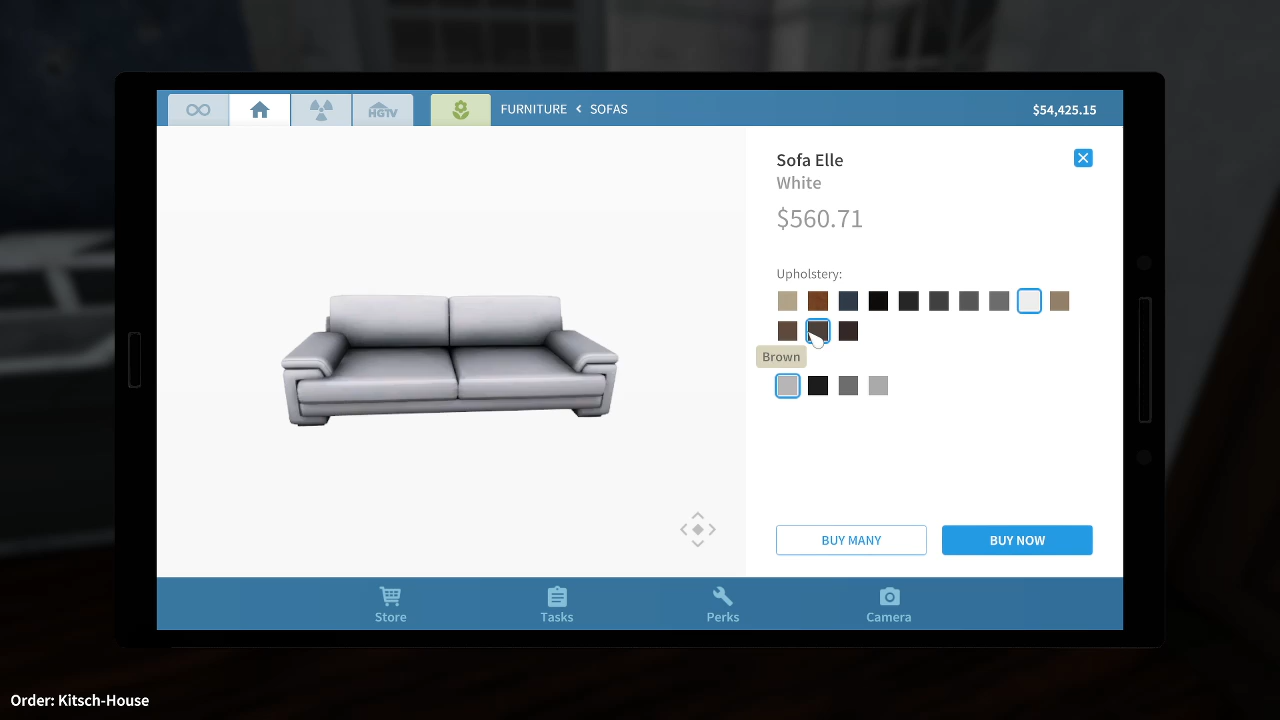 HGTV
FURNITURE < SOFAS
$54,425.15
Sofa Elle
White
$560.71
Upholstery:
Brown
BUY MANY
BUY NOW
Store
Tasks
Perks
Camera
Order: Kitsch-House